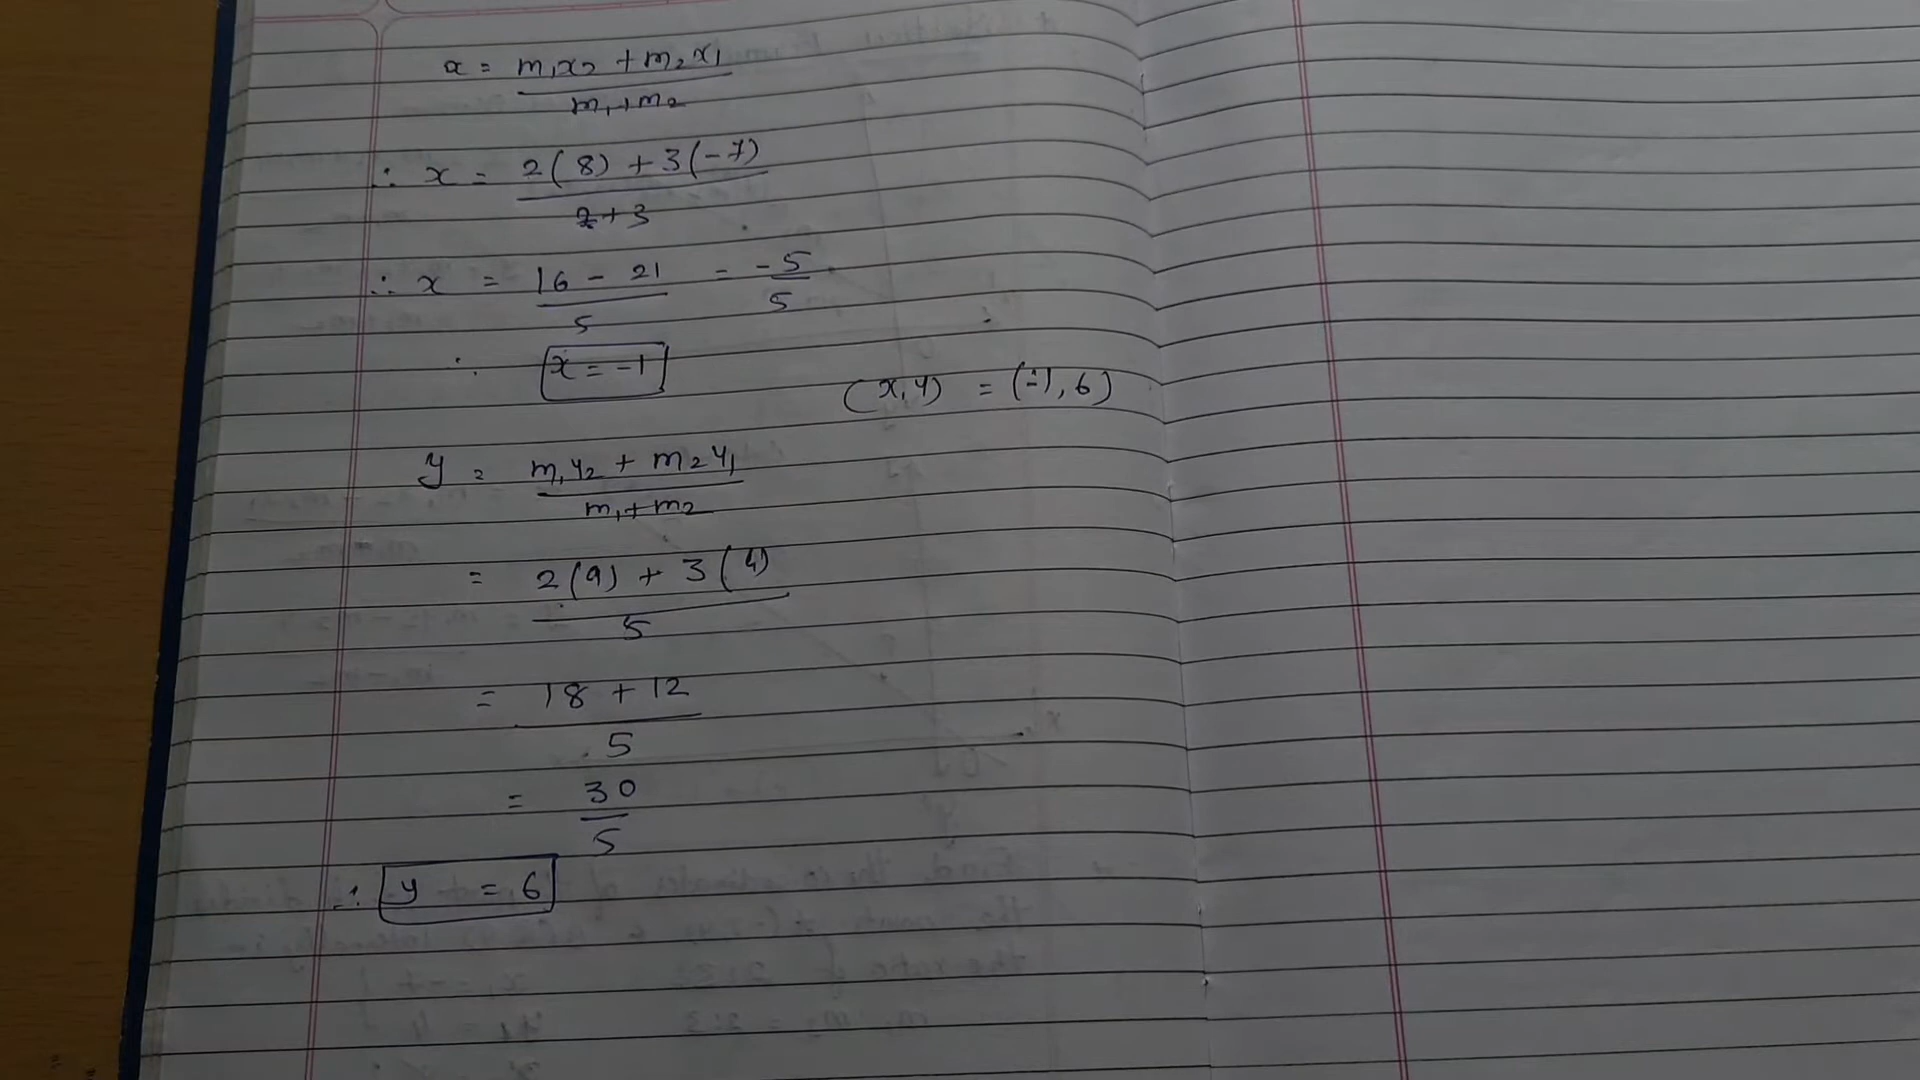 x = m₁x₂ + m₂x₁ / m₁+m₂
∴ x = 2(8) + 3(-7) / 2+3
∴ x = 16 - 21 / 5 = -5 / 5
∴ x = -1
(x,y) = (-1, 6)
y = m₁y₂ + m₂y₁ / m₁+m₂
= 2(9) + 3(4) / 5
= 18 + 12 / 5
= 30 / 5
∴ y = 6